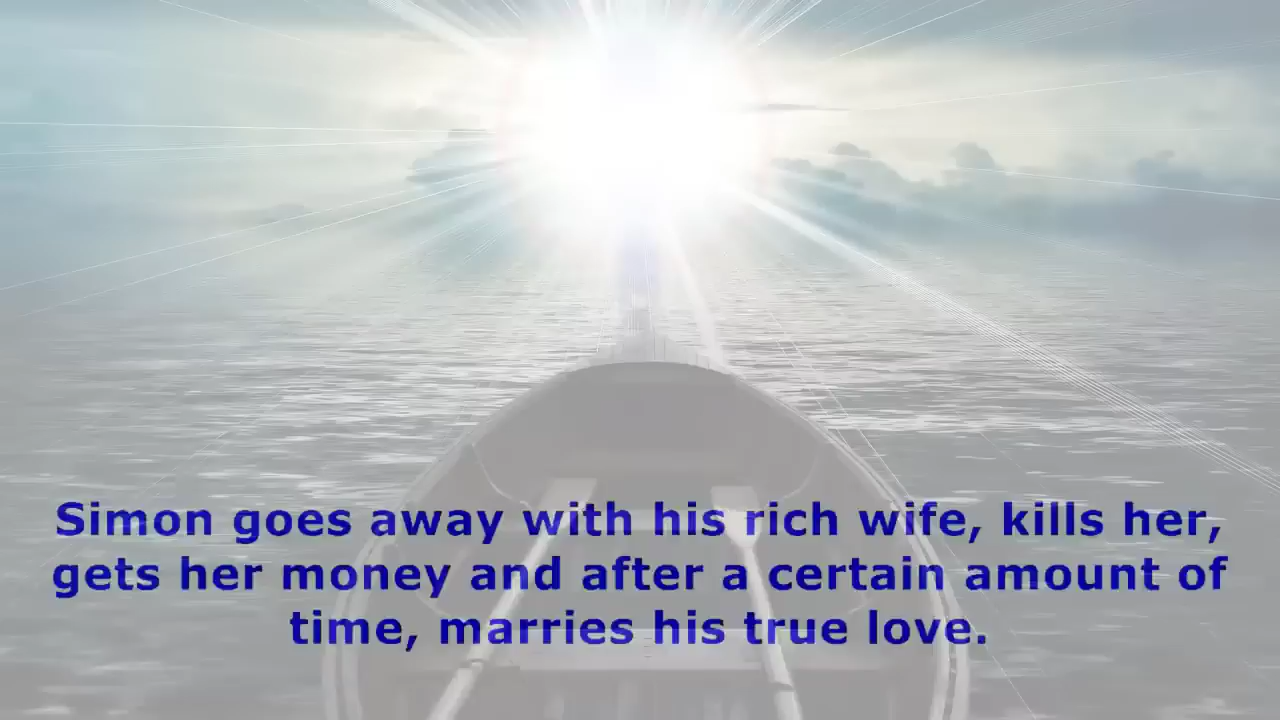 Simon goes away with his rich wife, kills her,
gets her money and after a certain amount of
time, marries his true love.